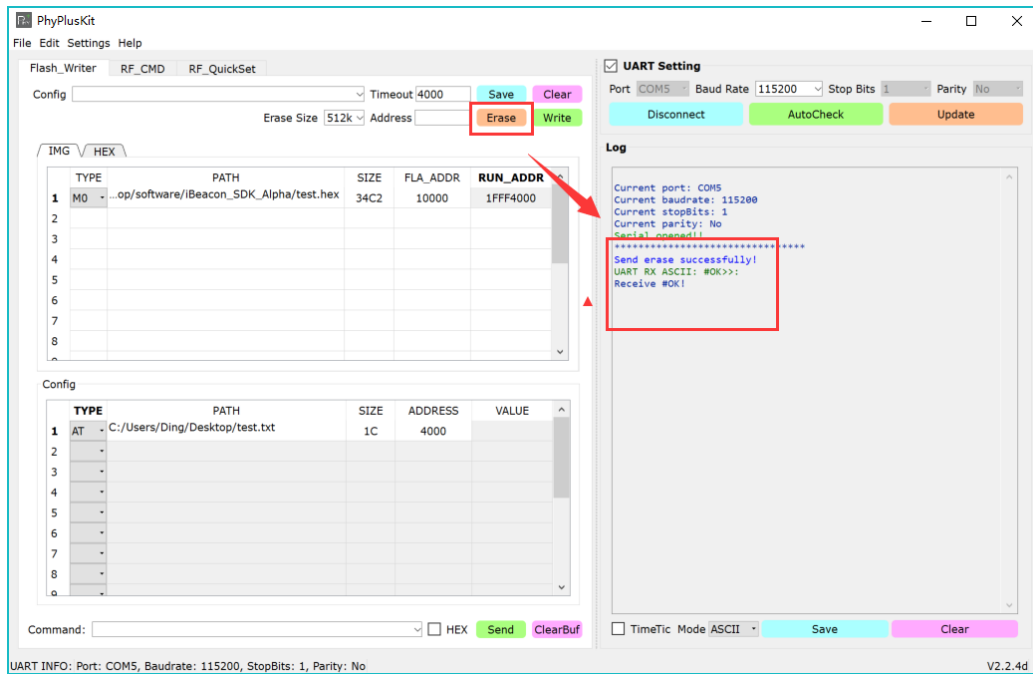 PhyPlusKit
File Edit Settings Help
Flash_Writer RF_CMD RF_QuickSet
Config Timeout 4000 Save Clear
Erase Size 512k Address Erase Write
IMG HEX
TYPE PATH SIZE FLA_ADDR RUN_ADDR
1 M0 ...op/software/iBeacon_SDK_Alpha/test.hex 34C2 10000 1FFF4000
2
3
4
5
6
7
8
Config
TYPE PATH SIZE ADDRESS VALUE
1 AT C:/Users/Ding/Desktop/test.txt 1C 4000
2
3
4
5
6
7
8
9
Command: HEX Send ClearBuf
UART Setting
Port COM5 Baud Rate 115200 Stop Bits 1 Parity No
Disconnect AutoCheck Update
Log
Current port: COM5
Current baudrate: 115200
Current stopBits: 1
Current parity: No
Serial opened!!
********************************
Send erase successfully!
UART RX ASCII: #OK>>:
Receive #OK!
TimeTic Mode ASCII Save Clear
UART INFO: Port: COM5, Baudrate: 115200, StopBits: 1, Parity: No V2.2.4d